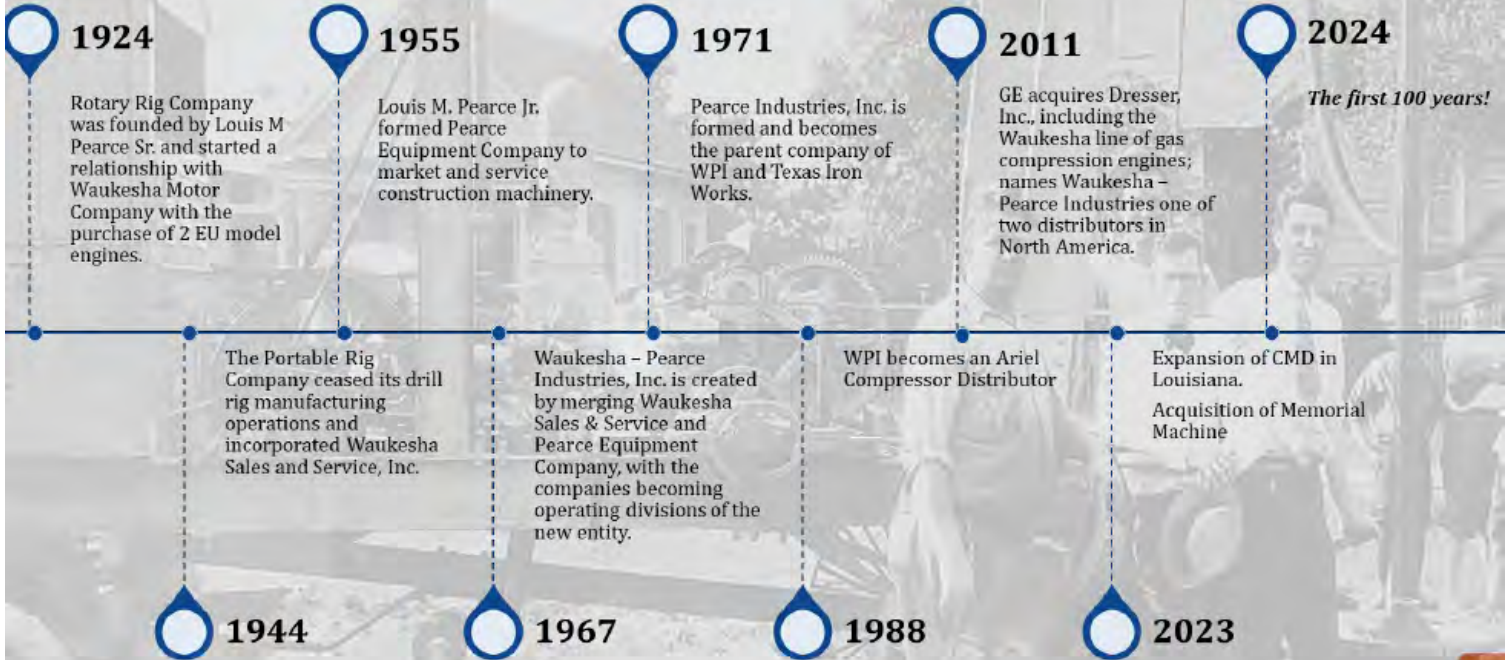 1924
Rotary Rig Company
was founded by Louis M
Pearce Sr. and started a
relationship with
Waukesha Motor
Company with the
purchase of 2 EU model
engines.
1955
Louis M. Pearce Jr.
formed Pearce
Equipment Company to
market and service
construction machinery.
1971
Pearce Industries, Inc. is
formed and becomes
the parent company of
WPI and Texas Iron
Works.
2011
GE acquires Dresser,
Inc., including the
Waukesha line of gas
compression engines;
names Waukesha –
Pearce Industries one of
two distributors in
North America.
2024
The first 100 years!
The Portable Rig
Company ceased its drill
rig manufacturing
operations and
incorporated Waukesha
Sales and Service, Inc.
1944
Waukesha – Pearce
Industries, Inc. is created
by merging Waukesha
Sales & Service and
Pearce Equipment
Company, with the
companies becoming
operating divisions of the
new entity.
1967
WPI becomes an Ariel
Compressor Distributor
1988
Expansion of CMD in
Louisiana.
Acquisition of Memorial
Machine
2023